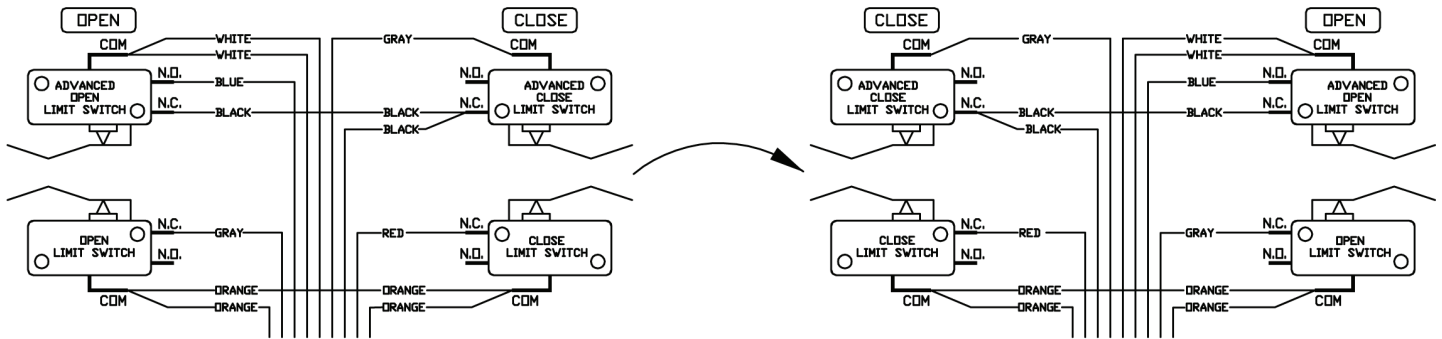 OPEN
CLOSE
CLOSE
OPEN
COM
WHITE
GRAY
COM
COM
GRAY
WHITE
COM
WHITE
WHITE
N.O.
N.O.
N.O.
N.O.
ADVANCED
OPEN
LIMIT SWITCH
BLUE
ADVANCED
CLOSE
LIMIT SWITCH
ADVANCED
CLOSE
LIMIT SWITCH
BLUE
ADVANCED
OPEN
LIMIT SWITCH
N.C.
BLACK
BLACK
N.C.
N.C.
BLACK
BLACK
N.C.
BLACK
BLACK
N.C.
GRAY
RED
N.C.
N.C.
RED
GRAY
N.C.
OPEN
LIMIT SWITCH
CLOSE
LIMIT SWITCH
CLOSE
LIMIT SWITCH
OPEN
LIMIT SWITCH
N.O.
N.O.
N.O.
N.O.
COM
ORANGE
ORANGE
COM
COM
ORANGE
ORANGE
COM
ORANGE
ORANGE
ORANGE
ORANGE